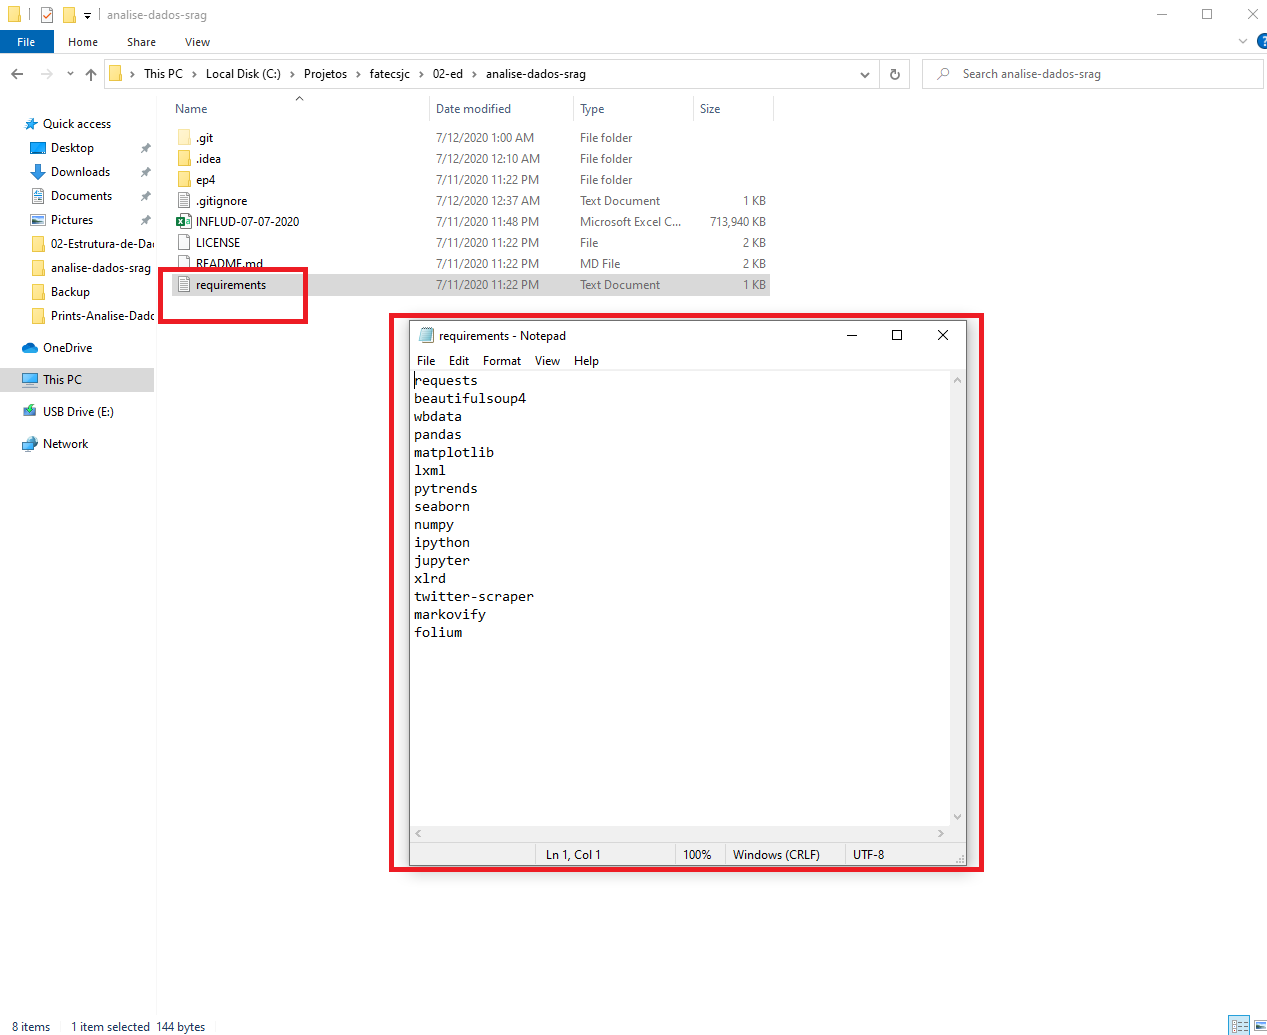 analise-dados-srag
File Home Share View
This PC Local Disk (C:) Projetos fatecsjc 02-ed analise-dados-srag
Search analise-dados-srag
Quick access
Desktop
Downloads
Documents
Pictures
02-Estrutura-de-Da
analise-dados-srag
Backup
Prints-Analise-Dado
OneDrive
This PC
USB Drive (E:)
Network
Name Date modified Type Size
.git 7/12/2020 1:00 AM File folder
.idea 7/12/2020 12:10 AM File folder
ep4 7/11/2020 11:22 PM File folder
.gitignore 7/12/2020 12:37 AM Text Document 1 KB
INFLUD-07-07-2020 7/11/2020 11:48 PM Microsoft Excel C... 713,940 KB
LICENSE 7/11/2020 11:22 PM File 2 KB
README.md 7/11/2020 11:22 PM MD File 2 KB
requirements 7/11/2020 11:22 PM Text Document 1 KB
requirements - Notepad
File Edit Format View Help
requests
beautifulsoup4
wbdata
pandas
matplotlib
lxml
pytrends
seaborn
numpy
ipython
jupyter
xlrd
twitter-scraper
markovify
folium
Ln 1, Col 1 100% Windows (CRLF) UTF-8
8 items 1 item selected 144 bytes